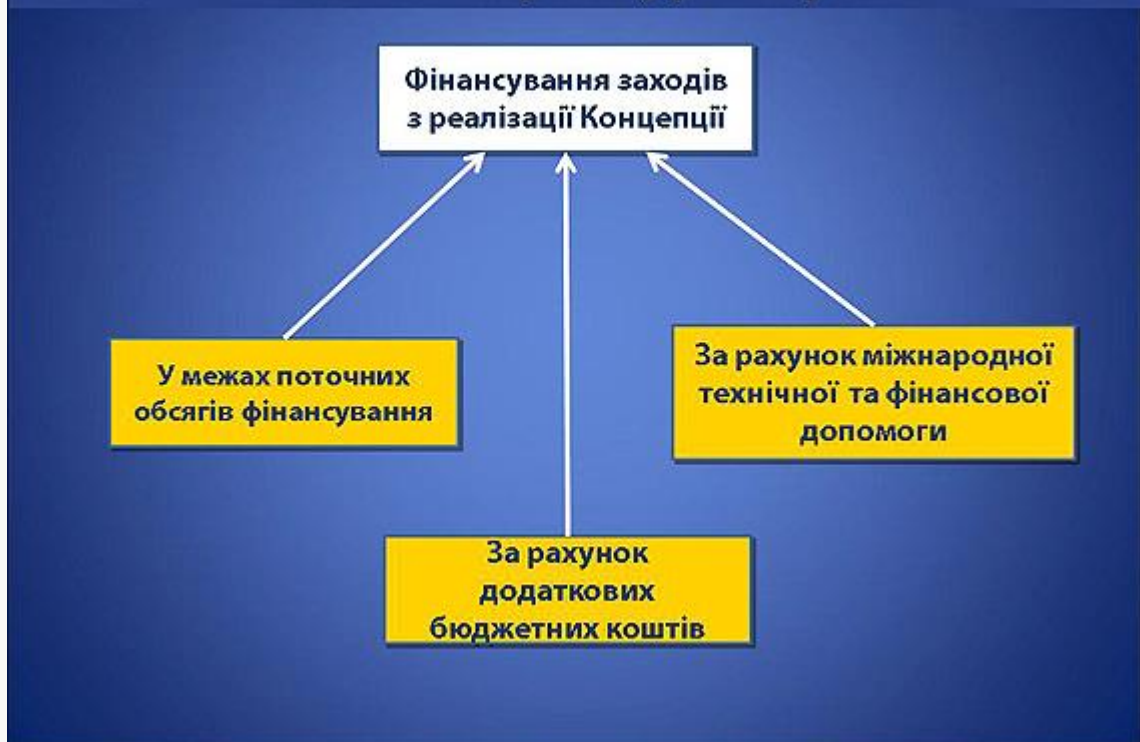 Фінансування заходів
з реалізації Концепції
У межах поточних
обсягів фінансування
За рахунок міжнародної
технічної та фінансової
допомоги
За рахунок
додаткових
бюджетних коштів